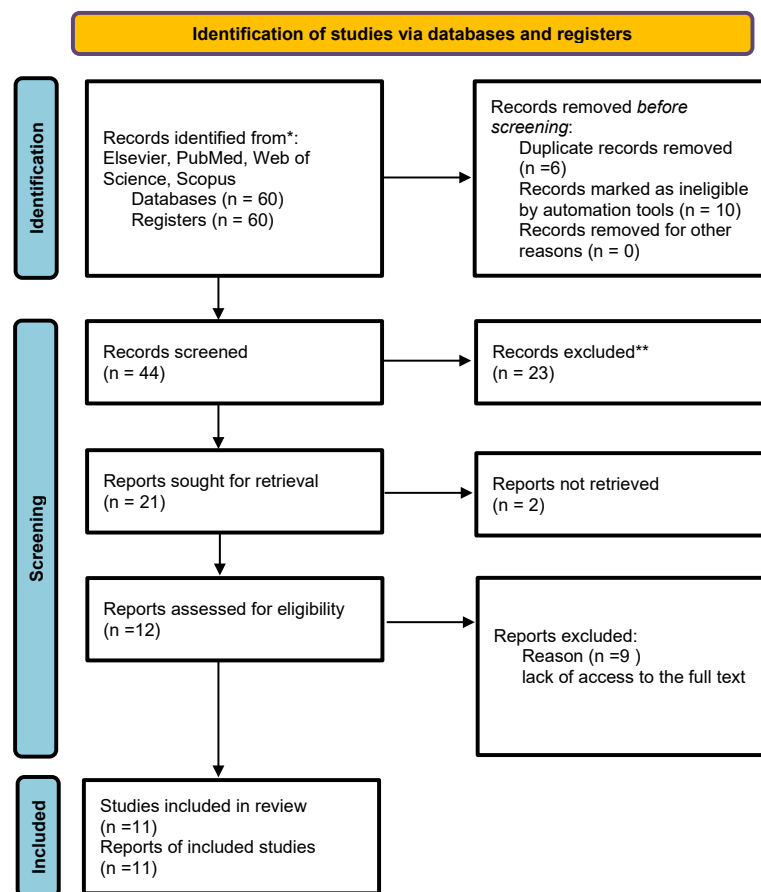 Identification of studies via databases and registers
Identification
Records identified from*:
Elsevier, PubMed, Web of
Science, Scopus
Databases (n = 60)
Registers (n = 60)
Records removed before
screening:
Duplicate records removed
(n =6)
Records marked as ineligible
by automation tools (n = 10)
Records removed for other
reasons (n = 0)
Screening
Records screened
(n = 44)
Records excluded**
(n = 23)
Reports sought for retrieval
(n = 21)
Reports not retrieved
(n = 2)
Reports assessed for eligibility
(n =12)
Reports excluded:
Reason (n =9 )
lack of access to the full text
Included
Studies included in review
(n =11)
Reports of included studies
(n =11)